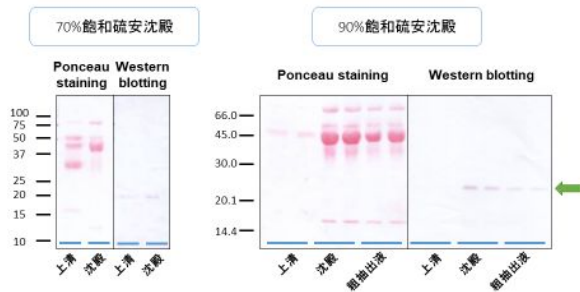 70%飽和硫安沈殿
90%飽和硫安沈殿
Ponceau staining
Western blotting
Ponceau staining
Western blotting
100
75
50
37
25
20
15
10
66.0
45.0
30.0
20.1
14.4
上清
沈殿
上清
沈殿
上清
沈殿
粗抽出液
上清
沈殿
粗抽出液